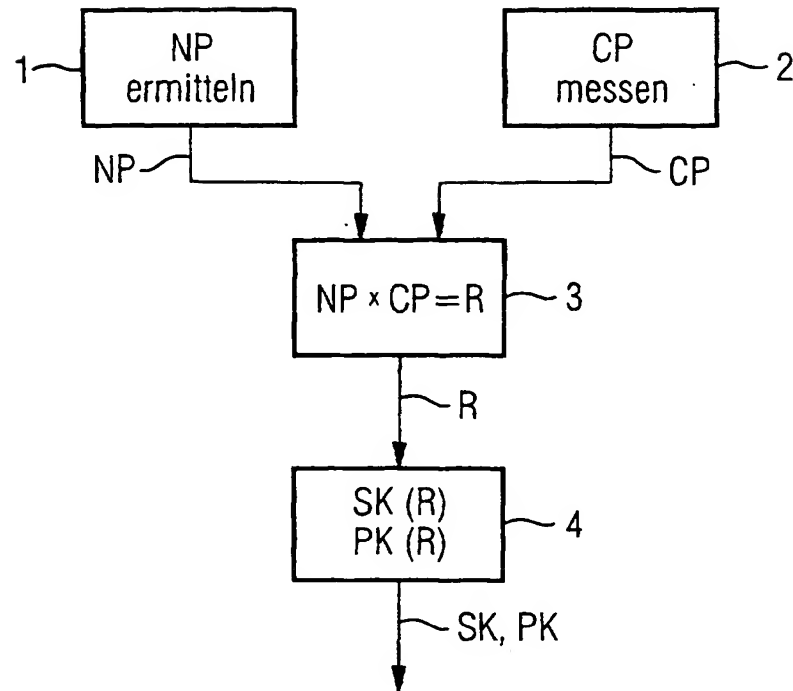 1
NP
ermitteln
CP
messen
2
NP
CP
NP x CP=R
3
R
SK (R)
PK (R)
4
SK, PK